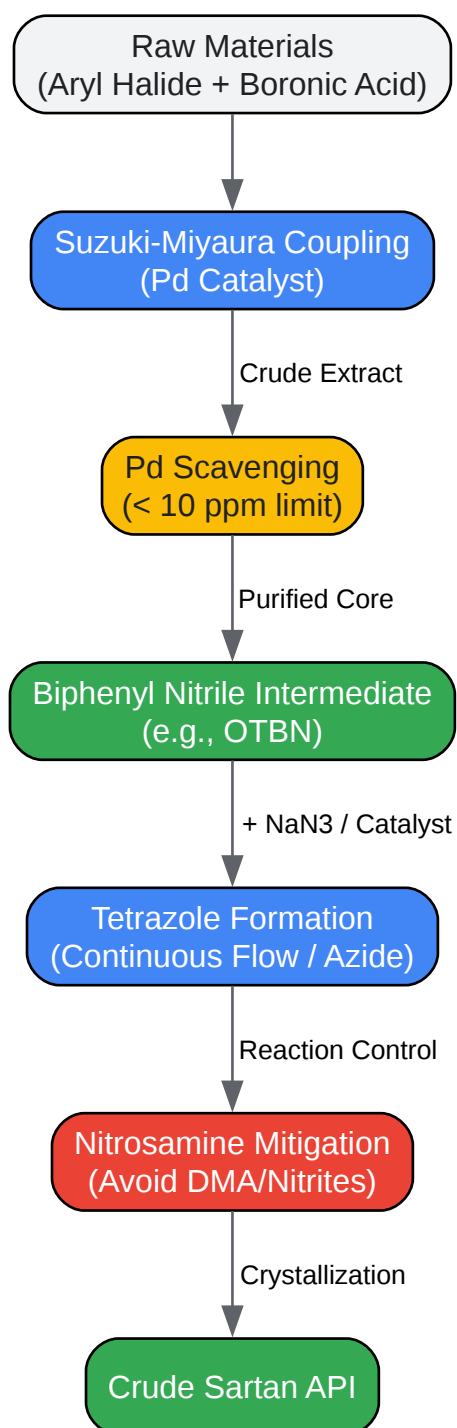 Raw Materials
(Aryl Halide + Boronic Acid)
Suzuki-Miyaura Coupling
(Pd Catalyst)
Crude Extract
Pd Scavenging
(< 10 ppm limit)
Purified Core
Biphenyl Nitrile Intermediate
(e.g., OTBN)
+ NaN3 / Catalyst
Tetrazole Formation
(Continuous Flow / Azide)
Reaction Control
Nitrosamine Mitigation
(Avoid DMA/Nitrites)
Crystallization
Crude Sartan API